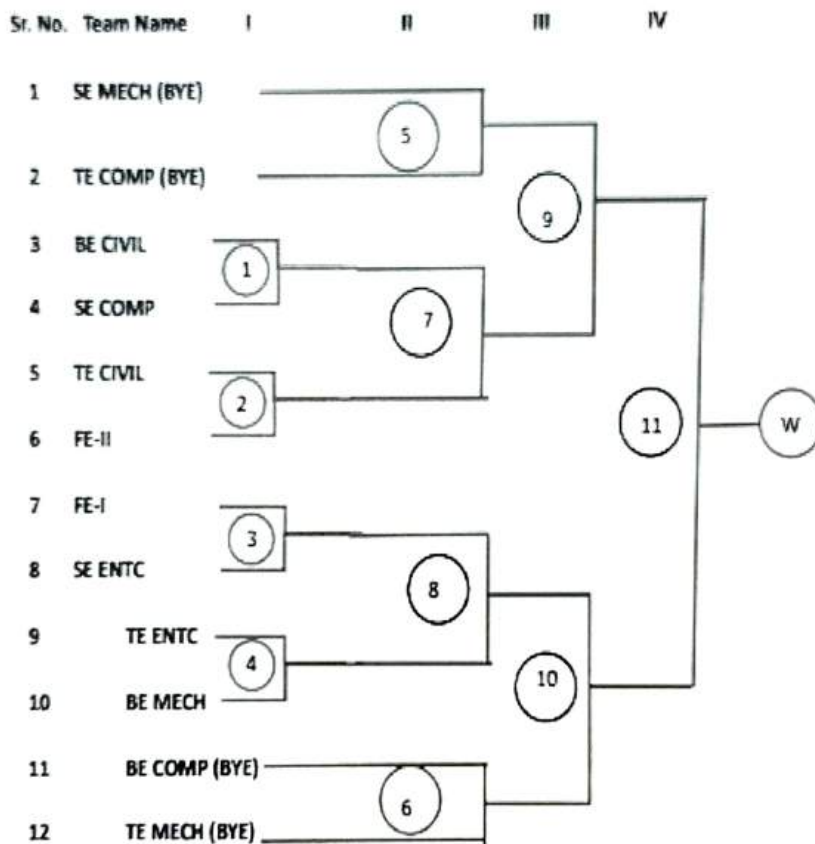 Sr. No. Team Name I II III IV
1 SE MECH (BYE)
5
2 TE COMP (BYE)
9
3 BE CIVIL
1
4 SE COMP
7
5 TE CIVIL
2
11 W
6 FE-II
7 FE-I
3
8 SE ENTC
8
9 TE ENTC
4
10
10 BE MECH
11 BE COMP (BYE)
6
12 TE MECH (BYE)